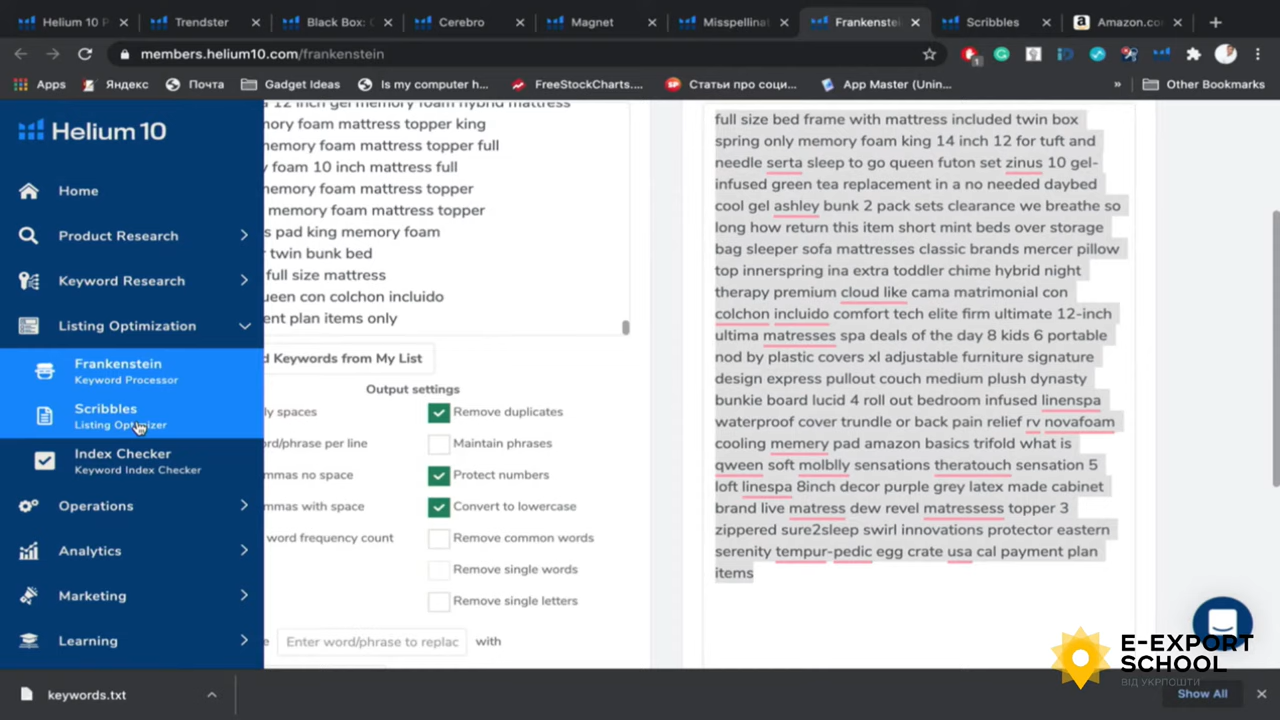 Helium 10
Trendster
Black Box:
Cerebro
Magnet
Misspellinat
Frankenstei
Scribbles
Amazon.co
members.helium10.com/frankenstein
Apps
Яндекс
Почта
Gadget Ideas
Is my computer h...
FreeStockCharts....
Статьи про соци...
App Master (Unin...
»
Other Bookmarks
Helium 10
Home
Product Research
Keyword Research
Listing Optimization
Frankenstein
Keyword Processor
Scribbles
Listing Optimizer
Index Checker
Keyword Index Checker
Operations
Analytics
Marketing
Learning
a 12 inch gel memory foam hybrid mattress
mory foam mattress topper king
emory foam mattress topper full
y foam 10 inch mattress full
memory foam mattress topper
memory foam mattress topper
s pad king memory foam
r twin bunk bed
full size mattress
ueen con colchon incluido
ent plan items only
d Keywords from My List
Output settings
ly spaces
Remove duplicates
ord/phrase per line
Maintain phrases
mmas no space
Protect numbers
mmas with space
Convert to lowercase
word frequency count
Remove common words
Remove single words
Remove single letters
e
Enter word/phrase to replac
with
full size bed frame with mattress included twin box
spring only memory foam king 14 inch 12 for tuft and
needle serta sleep to go queen futon set zinus 10 gel-
infused green tea replacement in a no needed daybed
cool gel ashley bunk 2 pack sets clearance we breathe so
long how return this item short mint beds over storage
bag sleeper sofa mattresses classic brands mercer pillow
top innerspring ina extra toddler chime hybrid night
therapy premium cloud like cama matrimonial con
colchon incluido comfort tech elite firm ultimate 12-inch
ultima matresses spa deals of the day 8 kids 6 portable
nod by plastic covers xl adjustable furniture signature
design express pullout couch medium plush dynasty
bunkie board lucid 4 roll out bedroom infused linenspa
waterproof cover trundle or back pain relief rv novafoam
cooling memery pad amazon basics trifold what is
qween soft molblly sensations theratouch sensation 5
loft linespa 8inch decor purple grey latex made cabinet
brand live matress dew revel matressess topper 3
zippered sure2sleep swirl innovations protector eastern
serenity tempur-pedic egg crate usa cal payment plan
items
E-EXPORT
SCHOOL
ВІД УКРПОШТИ
keywords.txt
Show All